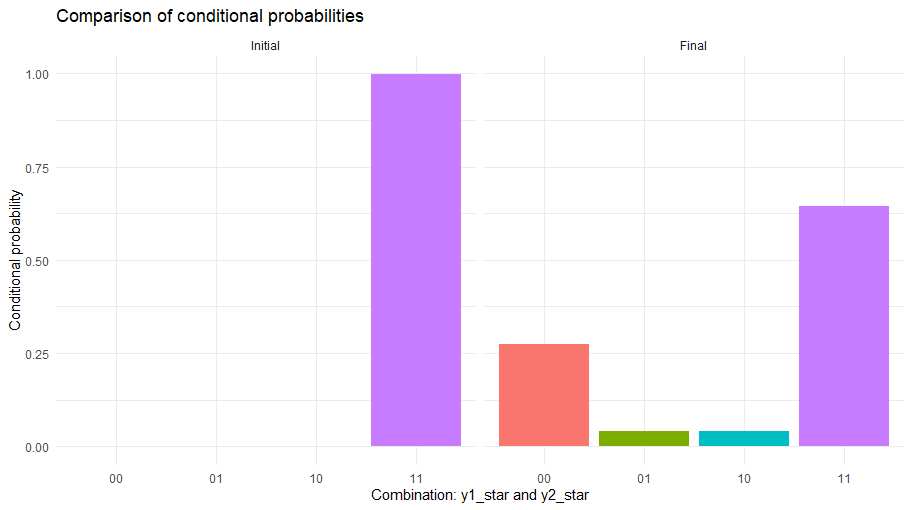 Comparison of conditional probabilities
Initial
Final
Conditional probability
1.00
0.75
0.50
0.25
0.00
00 01 10 11
00 01 10 11
Combination: y1_star and y2_star